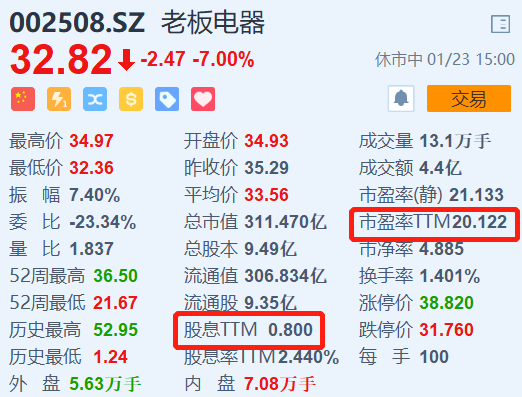 002508.SZ 老板电器
32.82 -2.47 -7.00% 休市中 01/23 15:00
1 $ 交易
最高价 34.97 开盘价 34.93 成交量 13.1万手
最低价 32.36 昨收价 35.29 成交额 4.4亿
振 幅 7.40% 平均价 33.56 市盈率(静) 21.133
委 比 -23.34% 总市值 311.470亿 市盈率TTM 20.122
量 比 1.837 总股本 9.49亿 市净率 4.885
52周最高 36.50 流通值 306.834亿 换手率 1.401%
52周最低 21.67 流通股 9.35亿 涨停价 38.820
历史最高 52.95 股息TTM 0.800 跌停价 31.760
历史最低 1.24 股息率TTM 2.440% 每 手 100
外 盘 5.63万手 内 盘 7.08万手